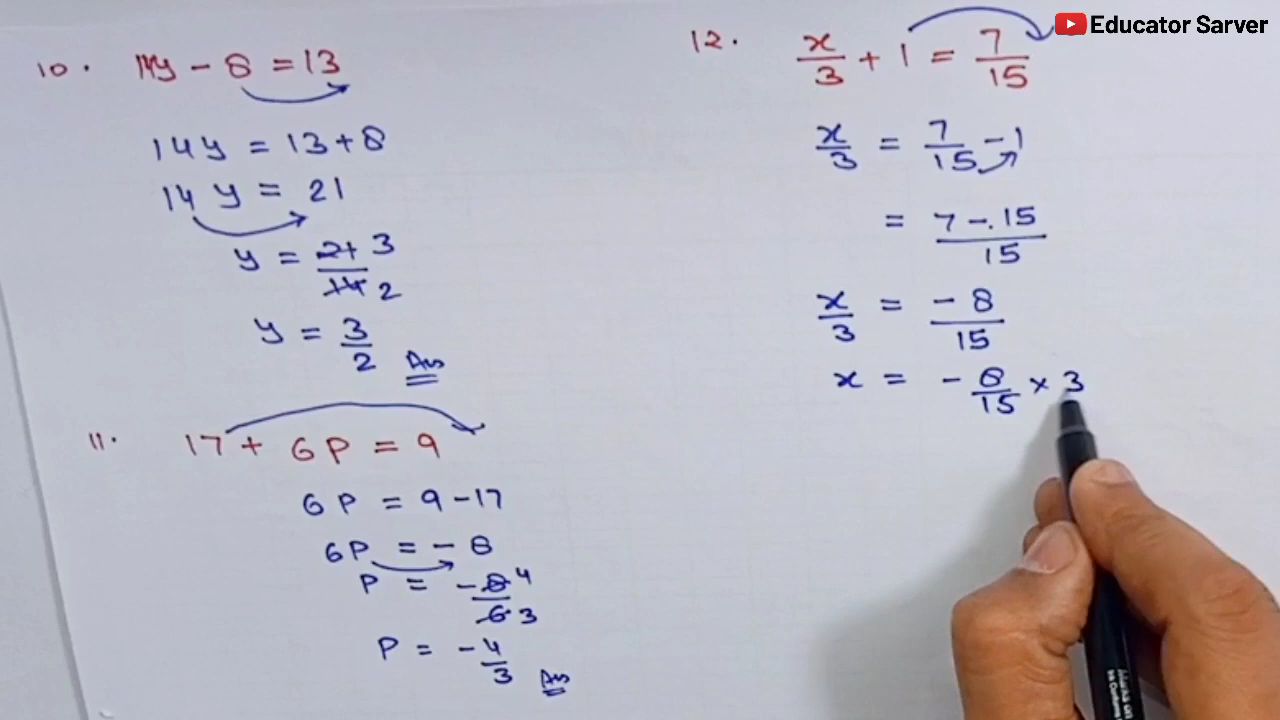 10. 14y - 8 = 13
14y = 13 + 8
14y = 21
y = 21/14 3/2
y = 3/2 Ans
11. 17 + 6P = 9
6P = 9 - 17
6P = - 8
P = - 8/6 4/3
P = - 4/3 Ans
Educator Sarver
12. x/3 + 1 = 7/15
x/3 = 7/15 - 1
= 7 - 15/15
x/3 = - 8/15
x = - 8/15 × 3